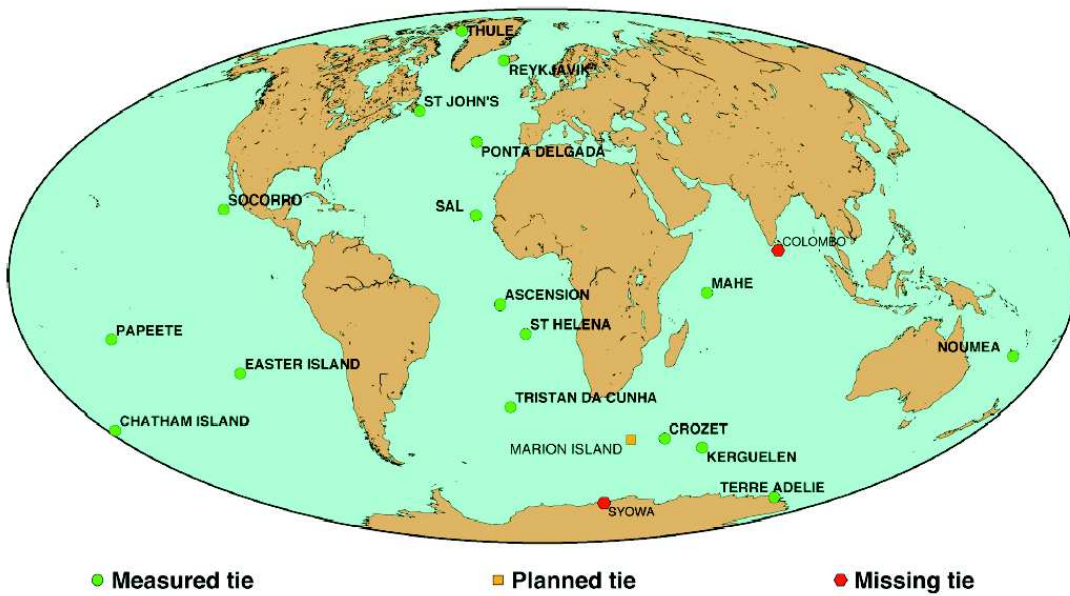 THULE
REYKJAVIK
ST JOHN'S
PONTA DELGADA
SOCORRO
SAL
COLOMBO
MAHE
ASCENSION
ST HELENA
PAPEETE
NOUMEA
EASTER ISLAND
TRISTAN DA CUNHA
CHATHAM ISLAND
CROZET
MARION ISLAND
KERGUELEN
TERRE ADELIE
SYOWA
Measured tie
Planned tie
Missing tie